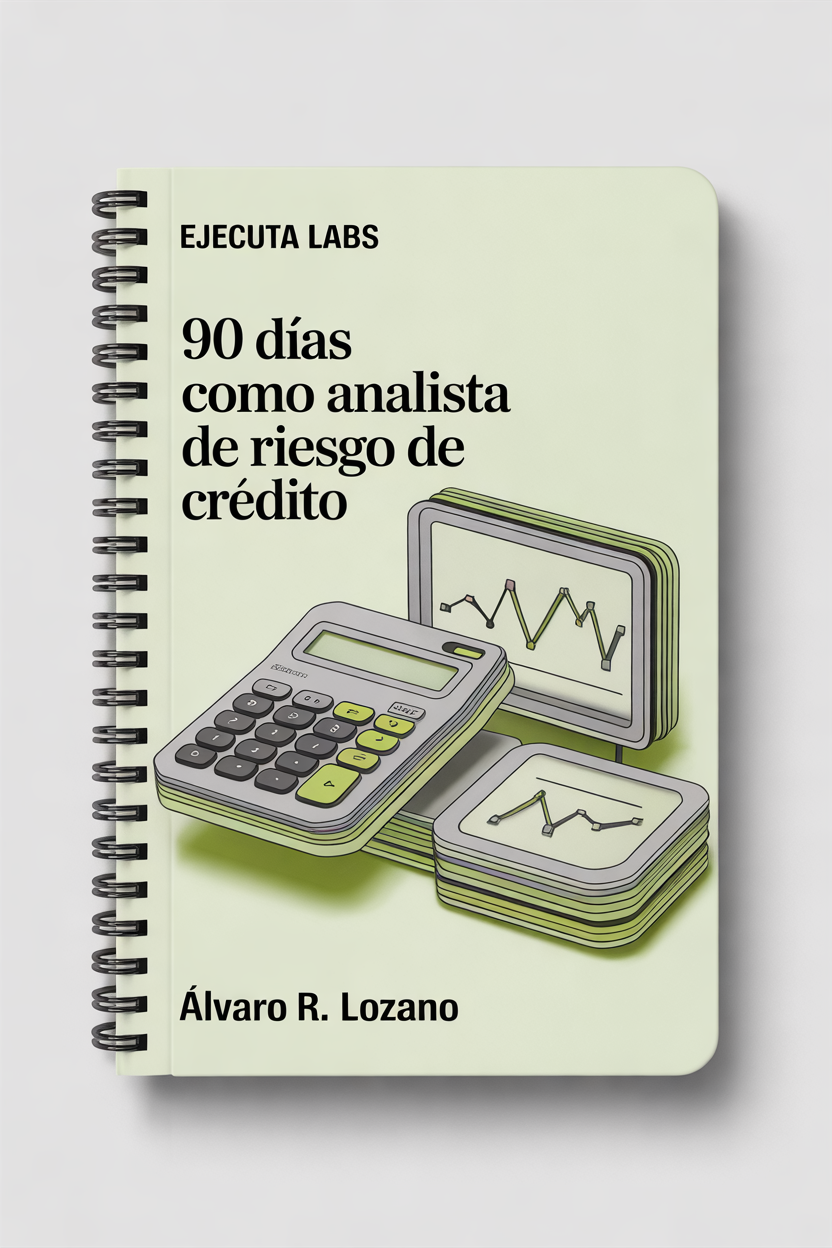 EJECUTA LABS
90 días
como analista
de riesgo de
crédito
Álvaro R. Lozano